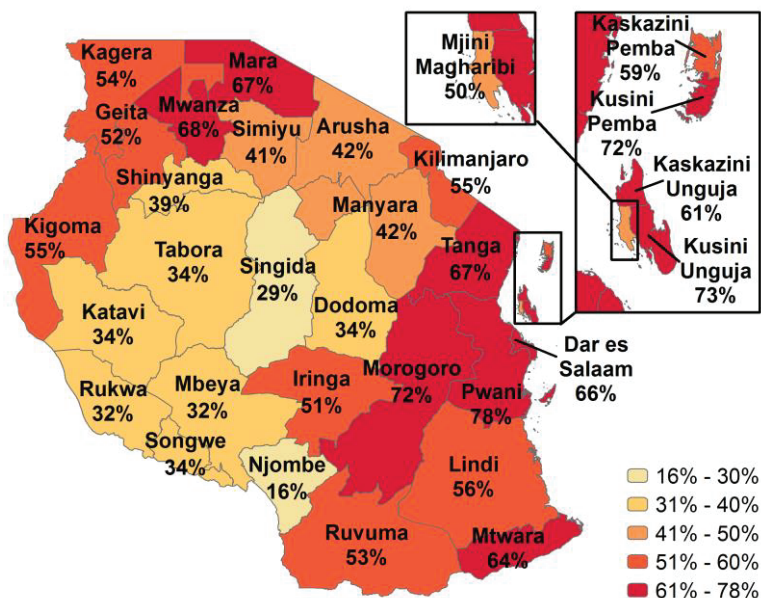 Kagera
54%
Mara
67%
Mwanza
68%
Geita
52%
Simiyu
41%
Arusha
42%
Kilimanjaro
55%
Shinyanga
39%
Kigoma
55%
Tabora
34%
Singida
29%
Manyara
42%
Tanga
67%
Katavi
34%
Dodoma
34%
Rukwa
32%
Mbeya
32%
Songwe
34%
Iringa
51%
Morogoro
72%
Pwani
78%
Dar es
Salaam
66%
Njombe
16%
Lindi
56%
Ruvuma
53%
Mtwara
64%
Mjini
Magharibi
50%
Kaskazini
Pemba
59%
Kusini
Pemba
72%
Kaskazini
Unguja
61%
Kusini
Unguja
73%
16% - 30%
31% - 40%
41% - 50%
51% - 60%
61% - 78%